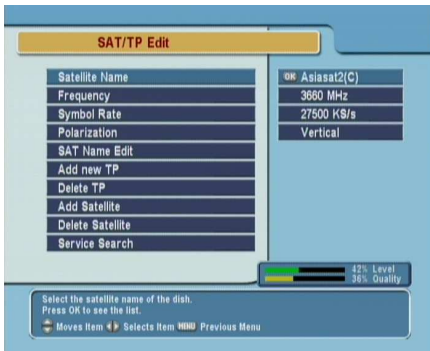 SAT/TP Edit
Satellite Name
OK Asiasat2(C)
Frequency
3660 MHz
Symbol Rate
27500 KS/s
Polarization
Vertical
SAT Name Edit
Add new TP
Delete TP
Add Satellite
Delete Satellite
Service Search
42% Level
36% Quality
Select the satellite name of the dish.
Press OK to see the list.
Moves Item Selects Item MENU Previous Menu